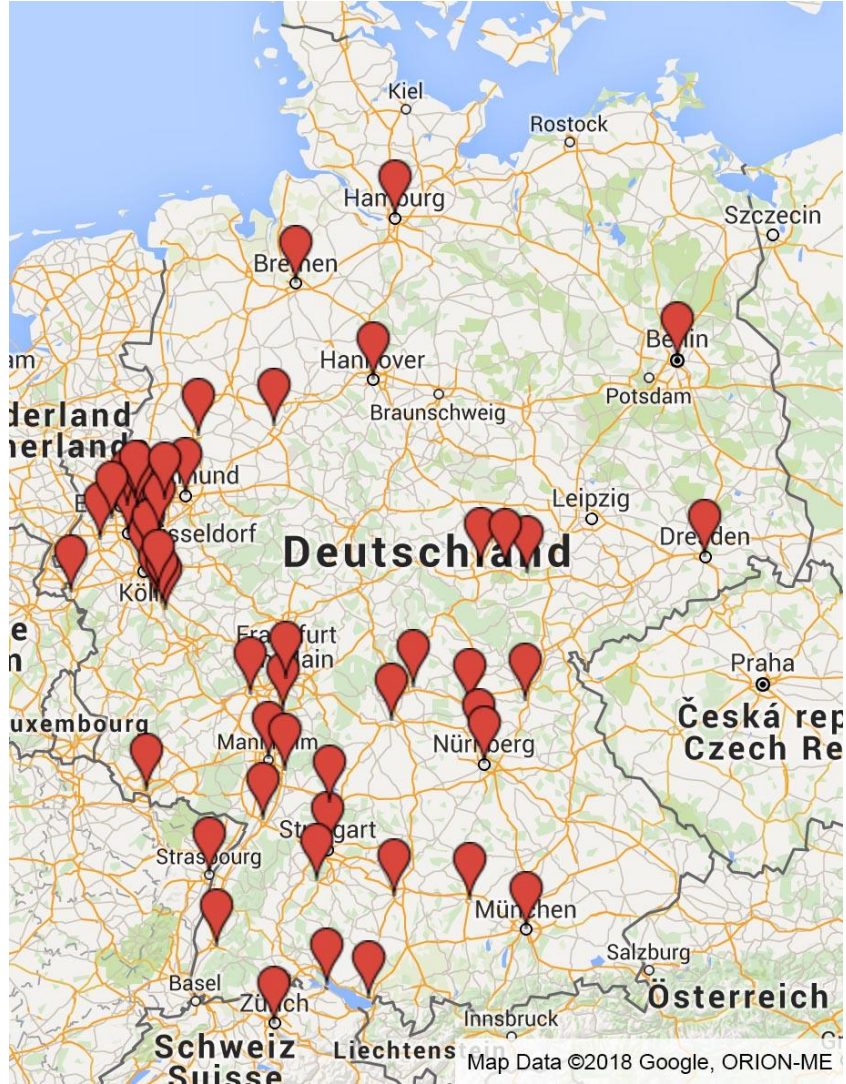 Kiel
Rostock
Hamburg
Szczecin
Bremen
Berlin
am
Hannover
Potsdam
Braunschweig
derland
herland
mund
Leipzig
sseldorf
Dresden
Deutschland
Köln
e
n
Frankfurt
Main
Praha
uxembourg
Česká rep
Czech Re
Mannheim
Nürnberg
Stuttgart
Strasbourg
München
Salzburg
Basel
Zürich
Österreich
Innsbruck
Schweiz
Suisse
Liechtens
Map Data ©2018 Google, ORION-ME